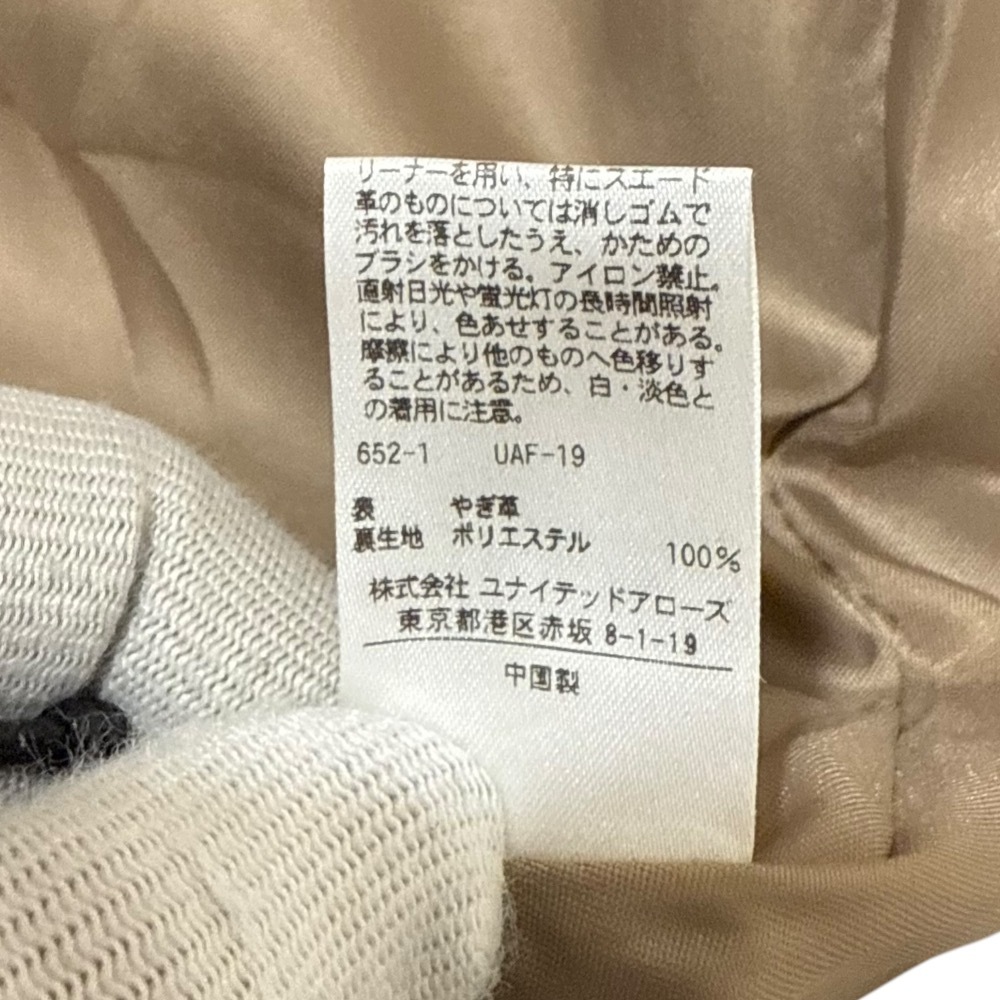 リーナーを用い、特にスエード
革のものについては消しゴムで
汚れを落としたうえ、かための
ブラシをかける。アイロン禁止。
直射日光や蛍光灯の長時間照射
により、色あせすることがある。
摩擦により他のものへ色移りす
ることがあるため、白・淡色と
の着用に注意。
652-1 UAF-19
表 やぎ革
裏生地 ポリエステル 100%
株式会社 ユナイテッドアローズ
東京都港区赤坂 8-1-19
中国製